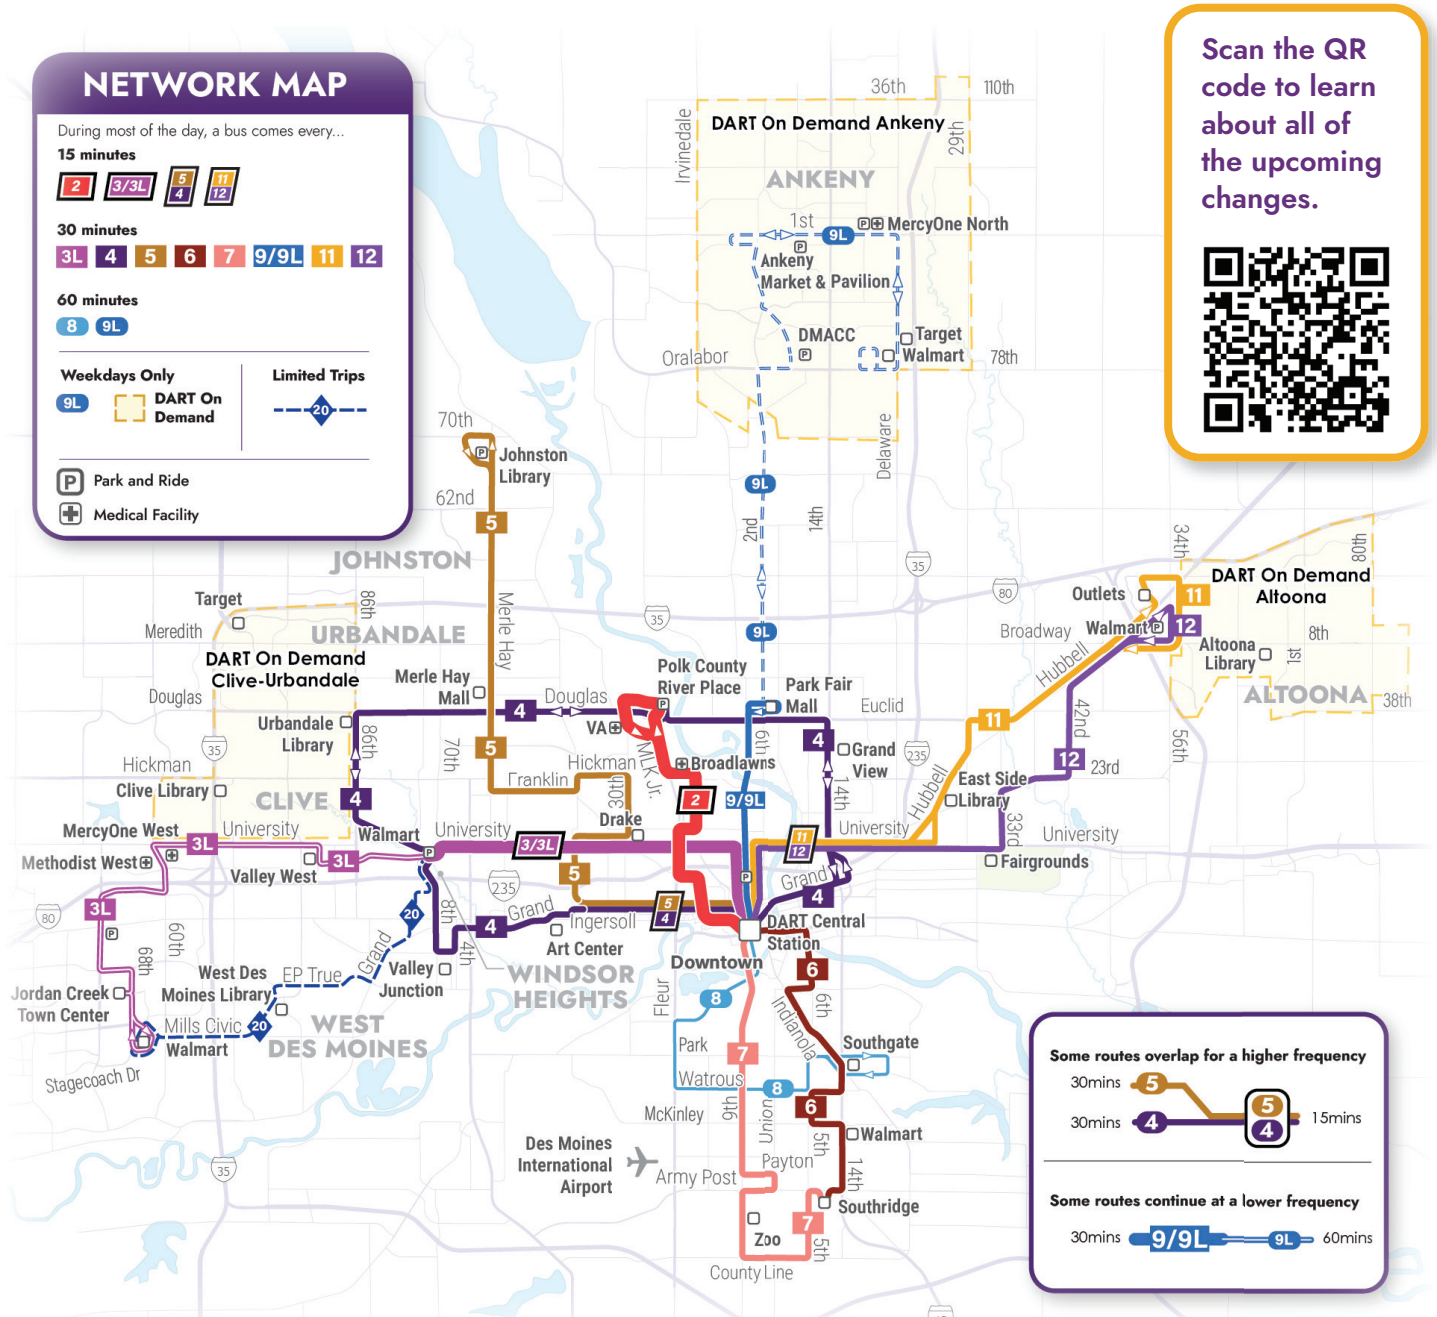 NETWORK MAP
During most of the day, a bus comes every...
15 minutes
2
3/3L
5
4
11
12
30 minutes
3L 4 5 6 7 9/9L 11 12
60 minutes
8 9L
Weekdays Only
9L
DART On
Demand
Limited Trips
20
P Park and Ride
Medical Facility
Scan the QR
code to learn
about all of
the upcoming
changes.
36th
110th
DART On Demand Ankeny
Irvinedale
29th
ANKENY
1st
9L
P
MercyOne North
P
Ankeny
Market & Pavilion
DMACC
P
Target
Walmart
Oralabor
78th
Delaware
70th
P
Johnston
Library
62nd
5
9L
2nd
14th
JOHNSTON
35
34th
80th
DART On Demand
Altoona
80
Outlets
11
Target
86th
Meredith
URBANDALE
Merle Hay
35
9L
Broadway
Walmart
P
12
8th
1st
Altoona
Library
Hubbell
DART On Demand
Clive-Urbandale
Polk County
River Place
P
Merle Hay
Mall
Douglas
Douglas
4
Park Fair
Mall
Euclid
ALTOONA
38th
Urbandale
Library
86th
VA
11
42nd
35
70th
5
MLK Jr.
6th
4
Grand
View
235
56th
Hickman
Hickman
Broadlawns
12
23rd
Clive Library
Franklin
30th
14th
East Side
Library
CLIVE
4
2
9/9L
Hubbell
MercyOne West
University
Walmart
University
Drake
33rd
University
University
3L
3/3L
11
12
Methodist West
3L
P
Fairgrounds
Valley West
235
5
P
Grand
4
80
3L
20
8th
4
Grand
Ingersoll
5
4
DART Central
Station
P
60th
4th
Art Center
68th
Grand
Valley
Junction
WINDSOR
HEIGHTS
Downtown
6
West Des
Moines Library
EP True
Fleur
8
Indianola
6th
Jordan Creek
Town Center
Mills Civic
20
WEST
DES MOINES
Walmart
Park
7
Southgate
Stagecoach Dr
Watrous
8
6
McKinley
9th
Union
5th
Walmart
Des Moines
International
Airport
Payton
14th
35
Army Post
Southridge
7
Zoo
5th
County Line
Some routes overlap for a higher frequency
30mins 5
5
30mins 4
4
15mins
Some routes continue at a lower frequency
30mins 9/9L 9L 60mins